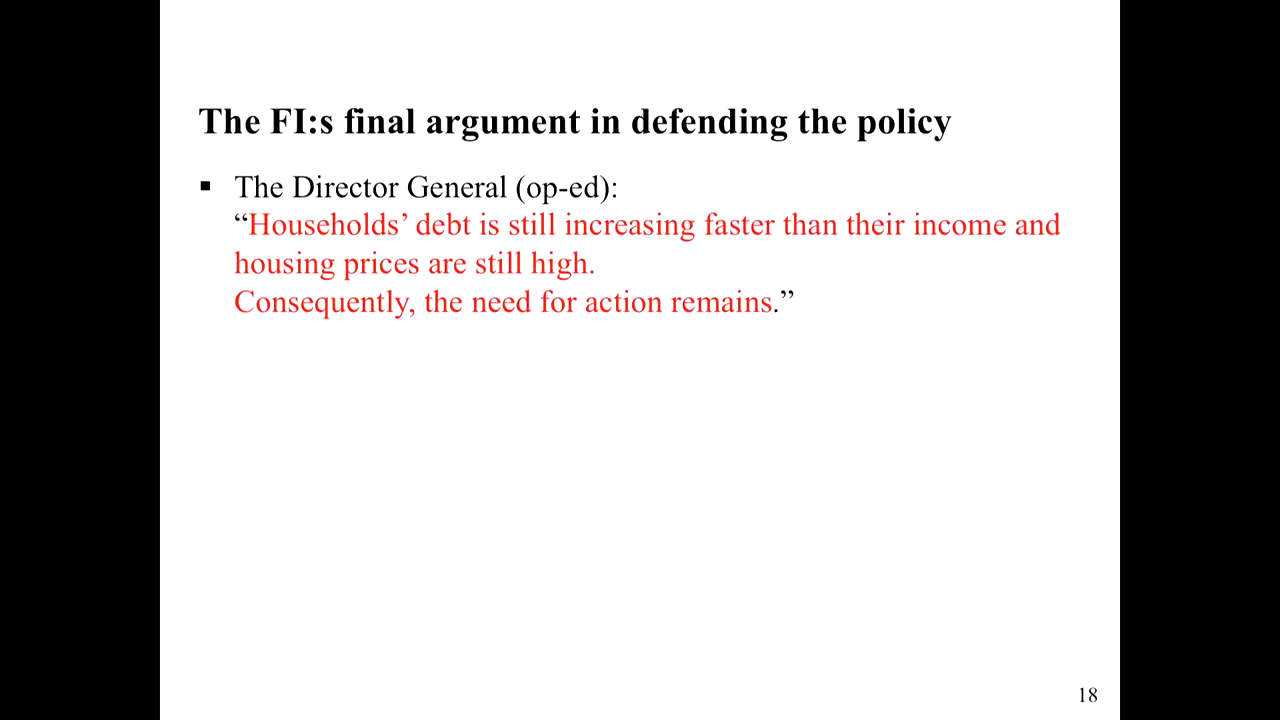 The FI:s final argument in defending the policy
▪ The Director General (op-ed):
“Households’ debt is still increasing faster than their income and
housing prices are still high.
Consequently, the need for action remains.”
18